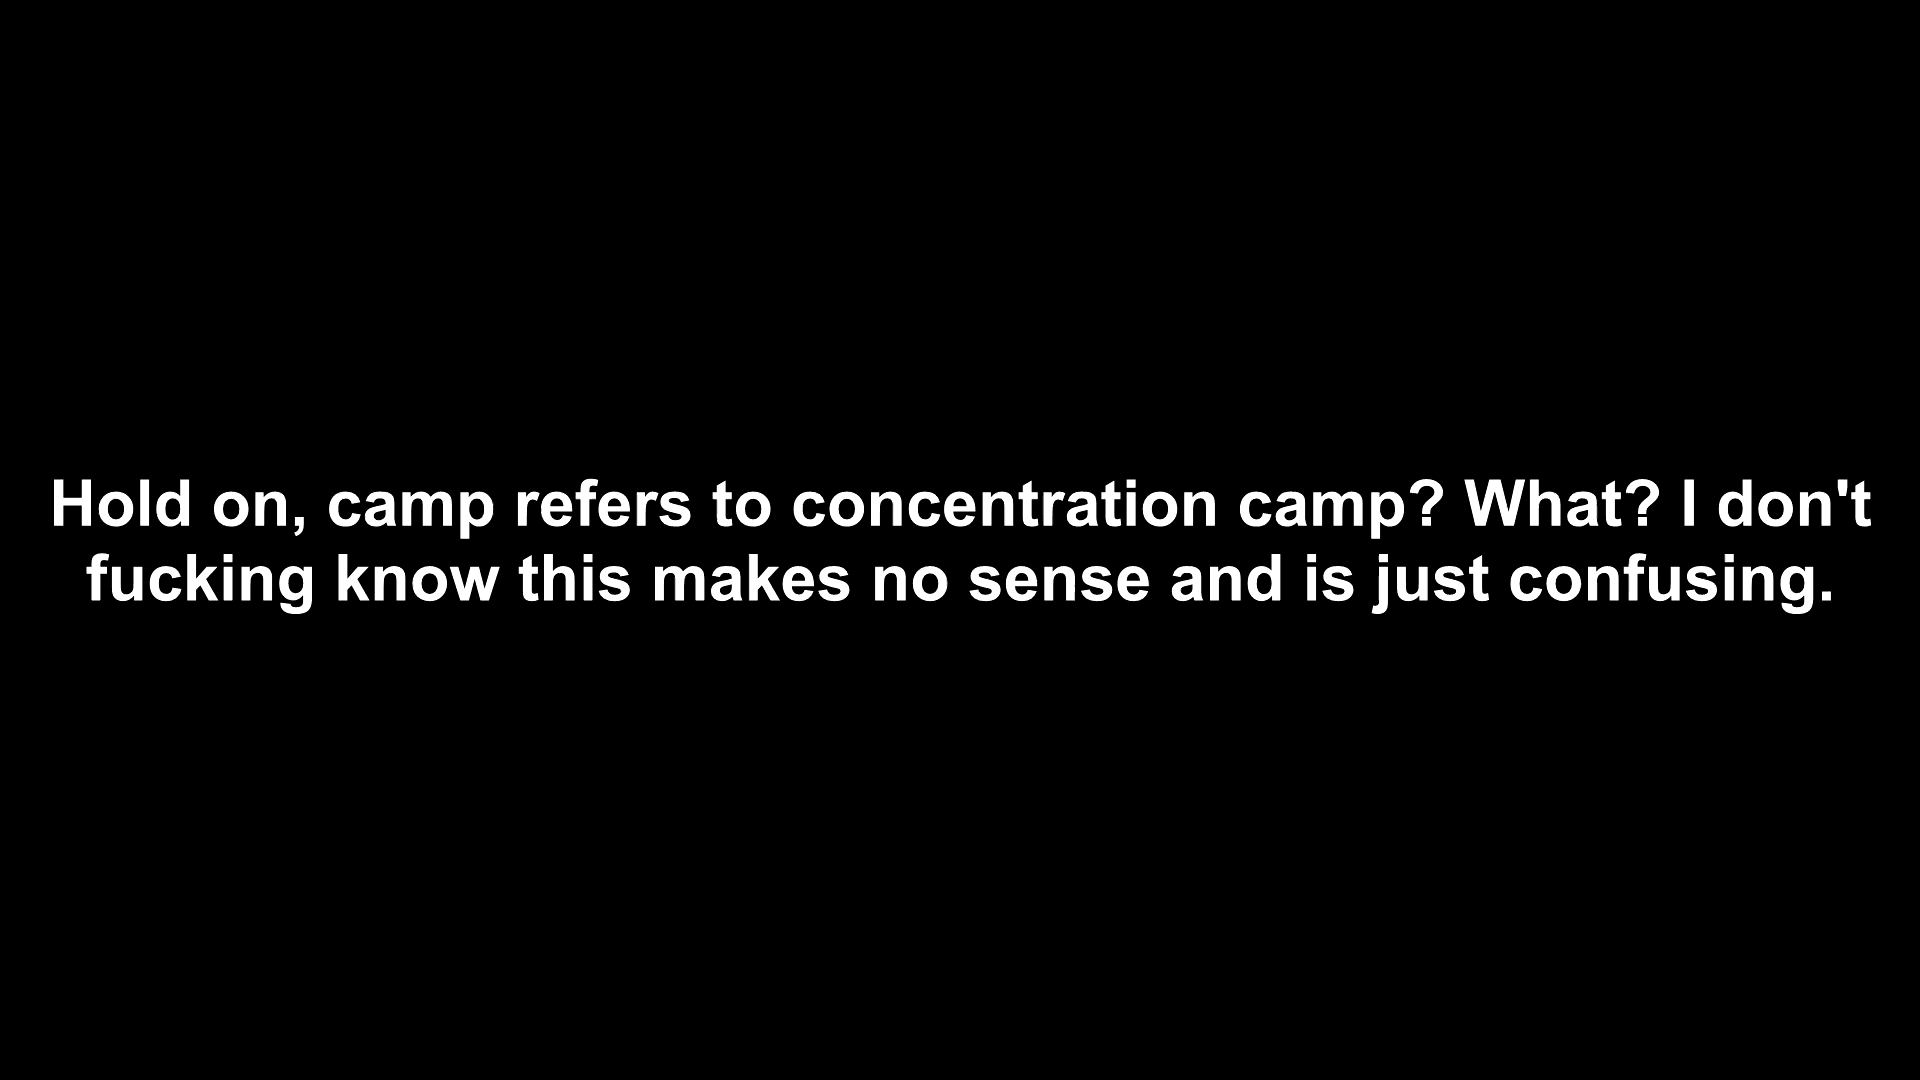 Hold on, camp refers to concentration camp? What? I don't
fucking know this makes no sense and is just confusing.